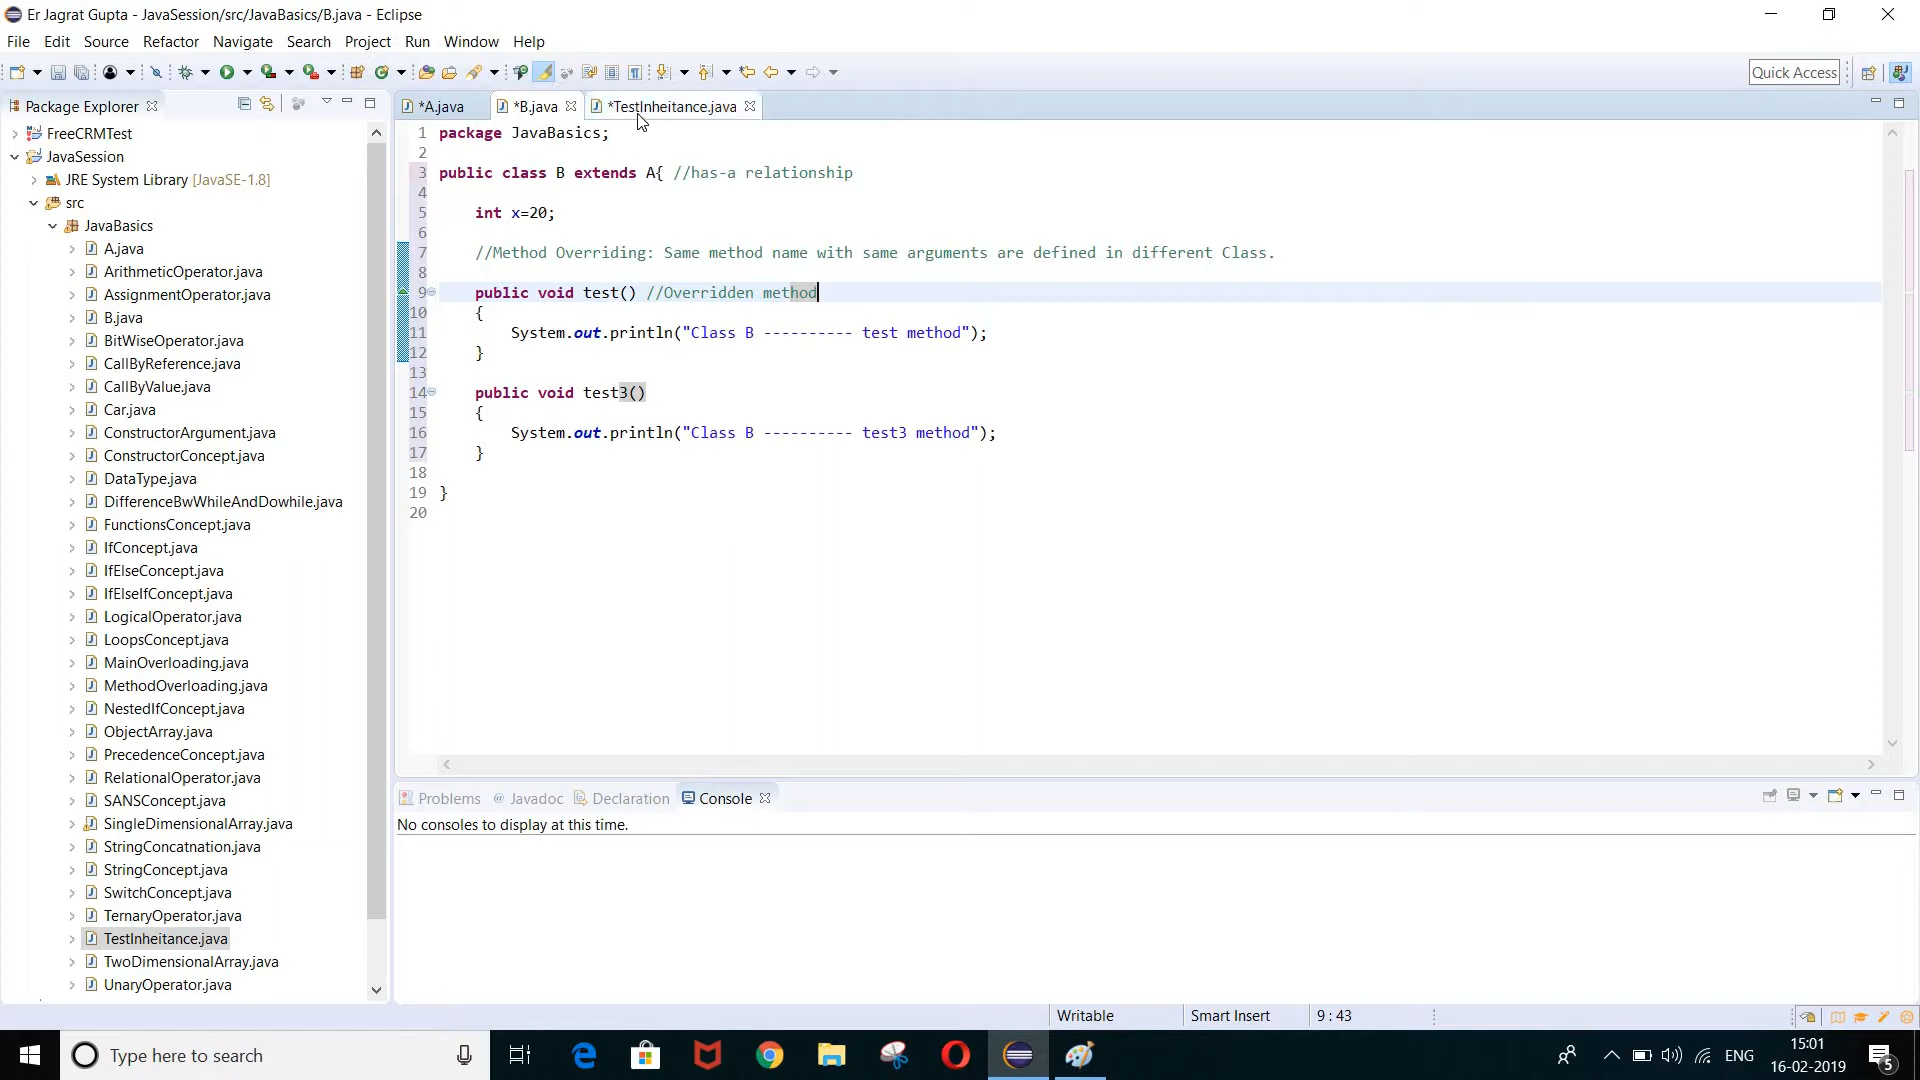 Er Jagrat Gupta - JavaSession/src/JavaBasics/B.java - Eclipse
File Edit Source Refactor Navigate Search Project Run Window Help
Quick Access
Package Explorer
*A.java *B.java *TestInheitance.java
FreeCRMTest
JavaSession
JRE System Library [JavaSE-1.8]
src
JavaBasics
A.java
ArithmeticOperator.java
AssignmentOperator.java
B.java
BitWiseOperator.java
CallByReference.java
CallByValue.java
Car.java
ConstructorArgument.java
ConstructorConcept.java
DataType.java
DifferenceBwWhileAndDowhile.java
FunctionsConcept.java
IfConcept.java
IfElseConcept.java
IfElseIfConcept.java
LogicalOperator.java
LoopsConcept.java
MainOverloading.java
MethodOverloading.java
NestedIfConcept.java
ObjectArray.java
PrecedenceConcept.java
RelationalOperator.java
SANSConcept.java
SingleDimensionalArray.java
StringConcatnation.java
StringConcept.java
SwitchConcept.java
TernaryOperator.java
TestInheitance.java
TwoDimensionalArray.java
UnaryOperator.java
1 package JavaBasics;
2
3 public class B extends A{ //has-a relationship
4
5 int x=20;
6
7 //Method Overriding: Same method name with same arguments are defined in different Class.
8
9 public void test() //Overridden method
10 {
11 System.out.println("Class B ---------- test method");
12 }
13
14 public void test3()
15 {
16 System.out.println("Class B ---------- test3 method");
17 }
18
19 }
20
Problems @ Javadoc Declaration Console
No consoles to display at this time.
Writable Smart Insert 9 : 43
Type here to search
ENG
15:01
16-02-2019
5